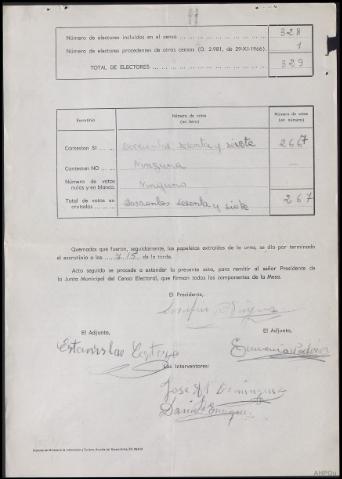 Número de electores incluidos en el censo 328
Número de electores procedentes de otros censos (D. 2.981, de 29-XI-1966). 1
TOTAL DE ELECTORES 329
Escrutinio Número de votos (en letra) Número de votos (en número)
Contestan SI doscientos sesenta y siete 267
Contestan NO Ninguno —
Número de votos nulos y en blanco. Ninguno
Total de votos escrutados doscientos sesenta y siete 267
Quemadas que fueron, seguidamente, las papeletas extraídas de la urna, se dio por terminado
el escrutinio a las 7,15 de la tarde.
Acto seguido se procede a extender la presente acta, para remitir al señor Presidente de
la Junta Municipal del Censo Electoral, que firman todos los componentes de la Mesa.
El Presidente,
El Adjunto, El Adjunto,
Estanislao
Los Interventores:
Jose Mª Dominguez
Daniel Enriquez
AHPOu